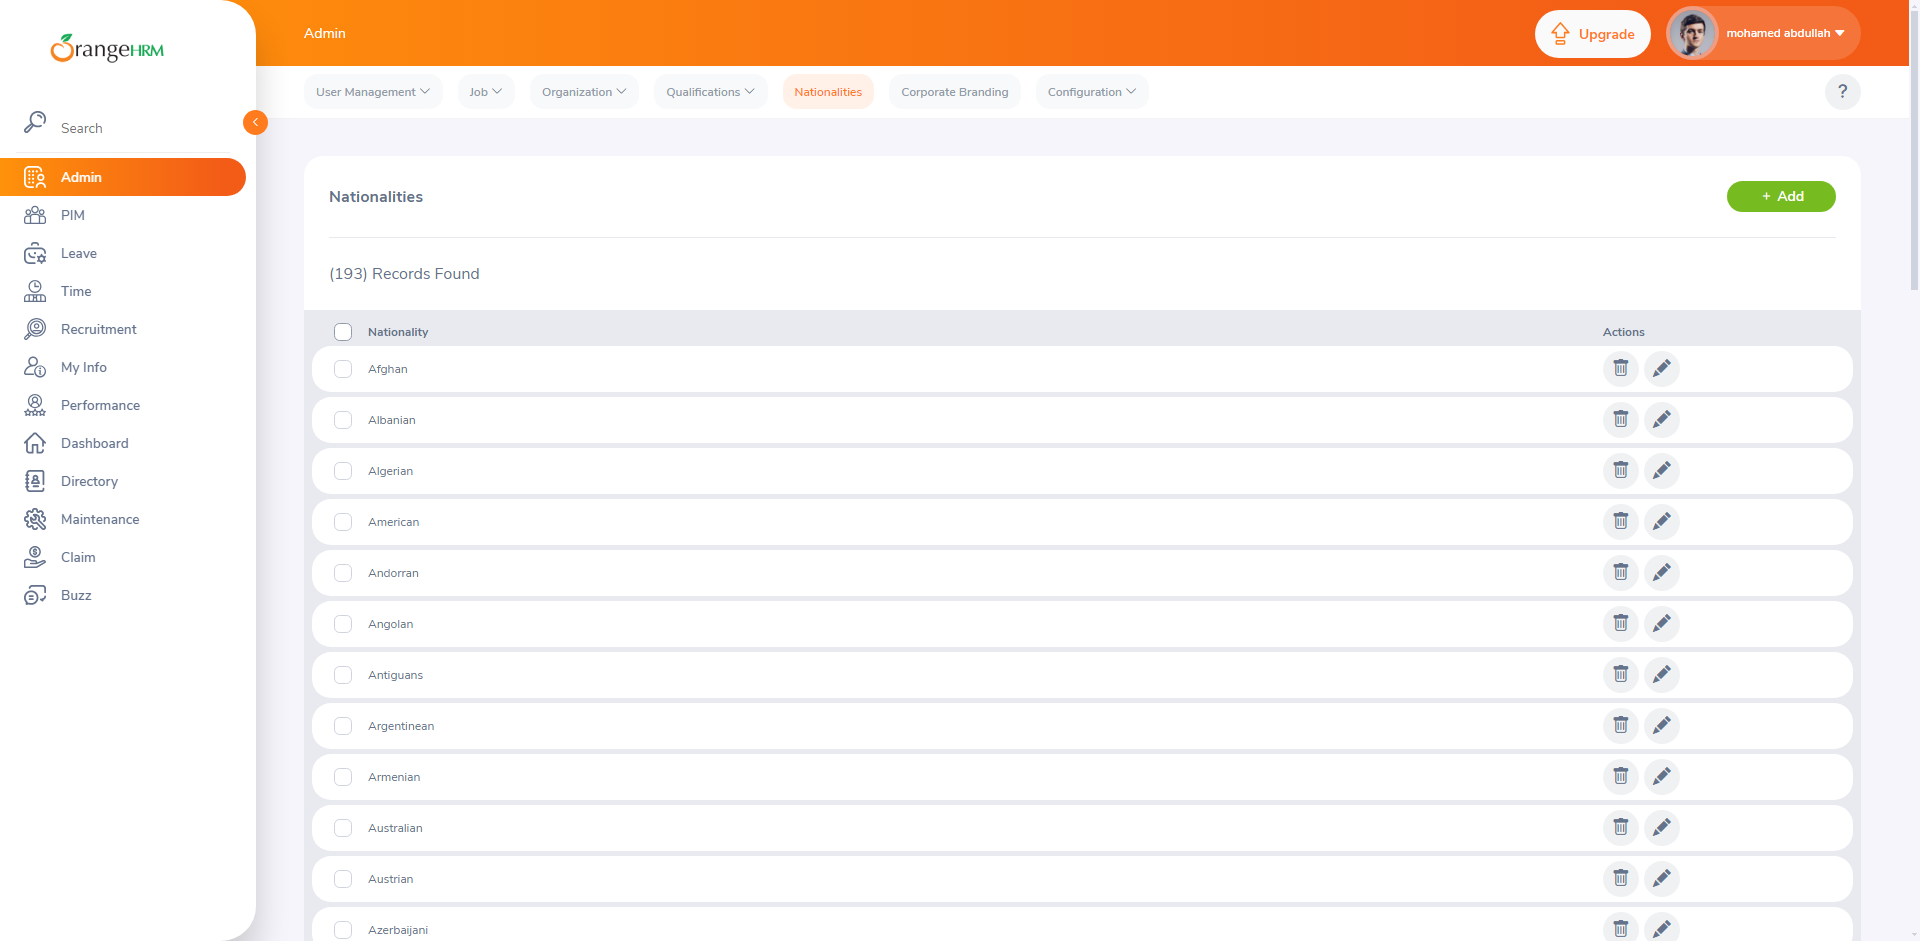 OrangeHRM
Search
Admin
PIM
Leave
Time
Recruitment
My Info
Performance
Dashboard
Directory
Maintenance
Claim
Buzz
Admin
Upgrade
mohamed abdullah
User Management
Job
Organization
Qualifications
Nationalities
Corporate Branding
Configuration
?
Nationalities
+ Add
(193) Records Found
Nationality Actions
Afghan
Albanian
Algerian
American
Andorran
Angolan
Antiguans
Argentinean
Armenian
Australian
Austrian
Azerbaijani